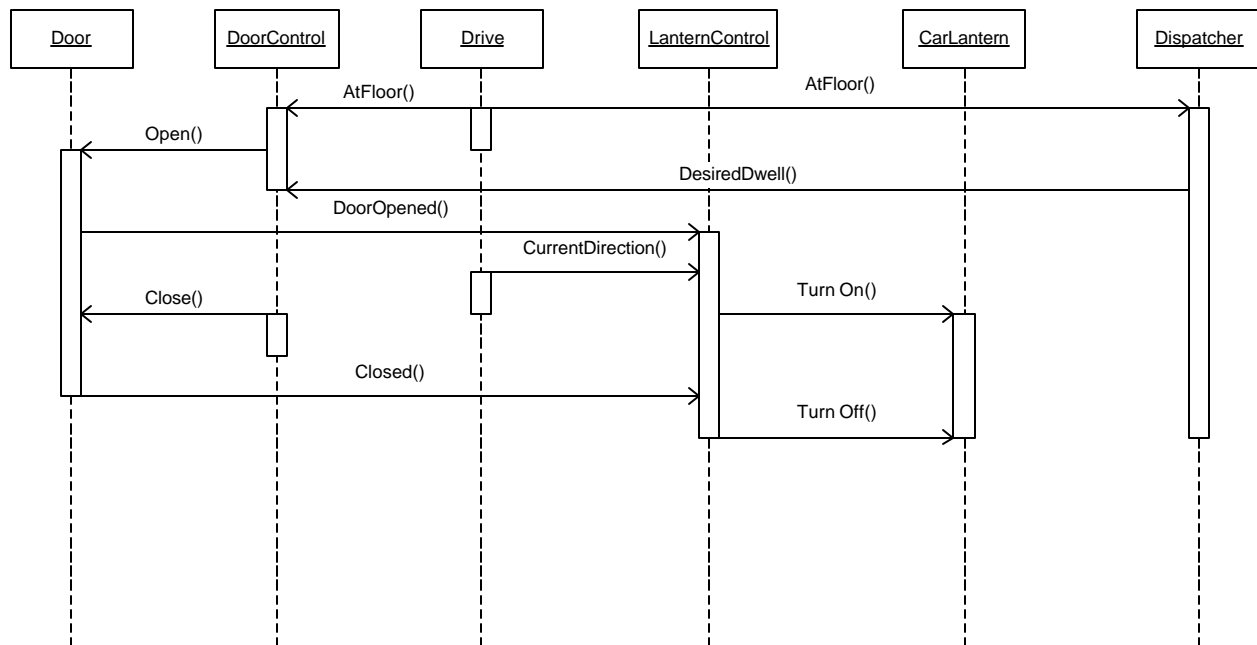 Door
DoorControl
Drive
LanternControl
CarLantern
Dispatcher
AtFloor()
AtFloor()
Open()
DesiredDwell()
DoorOpened()
CurrentDirection()
Close()
Turn On()
Closed()
Turn Off()